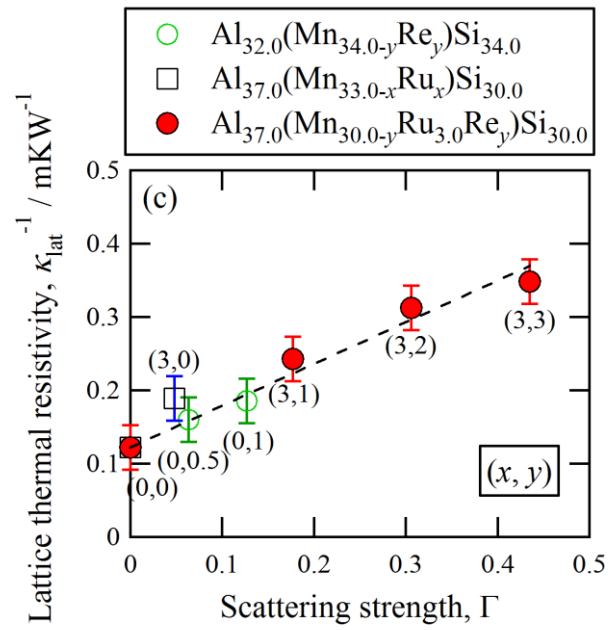 Al32.0(Mn34.0-yRey)Si34.0
Al37.0(Mn33.0-xRux)Si30.0
Al37.0(Mn30.0-yRu3.0Rey)Si30.0
Lattice thermal resistivity, κlat-1 / mKW-1
0.5
0.4
0.3
0.2
0.1
0
(c)
(3,0)
(0,0)
(0,0.5)
(0,1)
(3,1)
(3,2)
(3,3)
(x, y)
0 0.1 0.2 0.3 0.4 0.5
Scattering strength, Γ